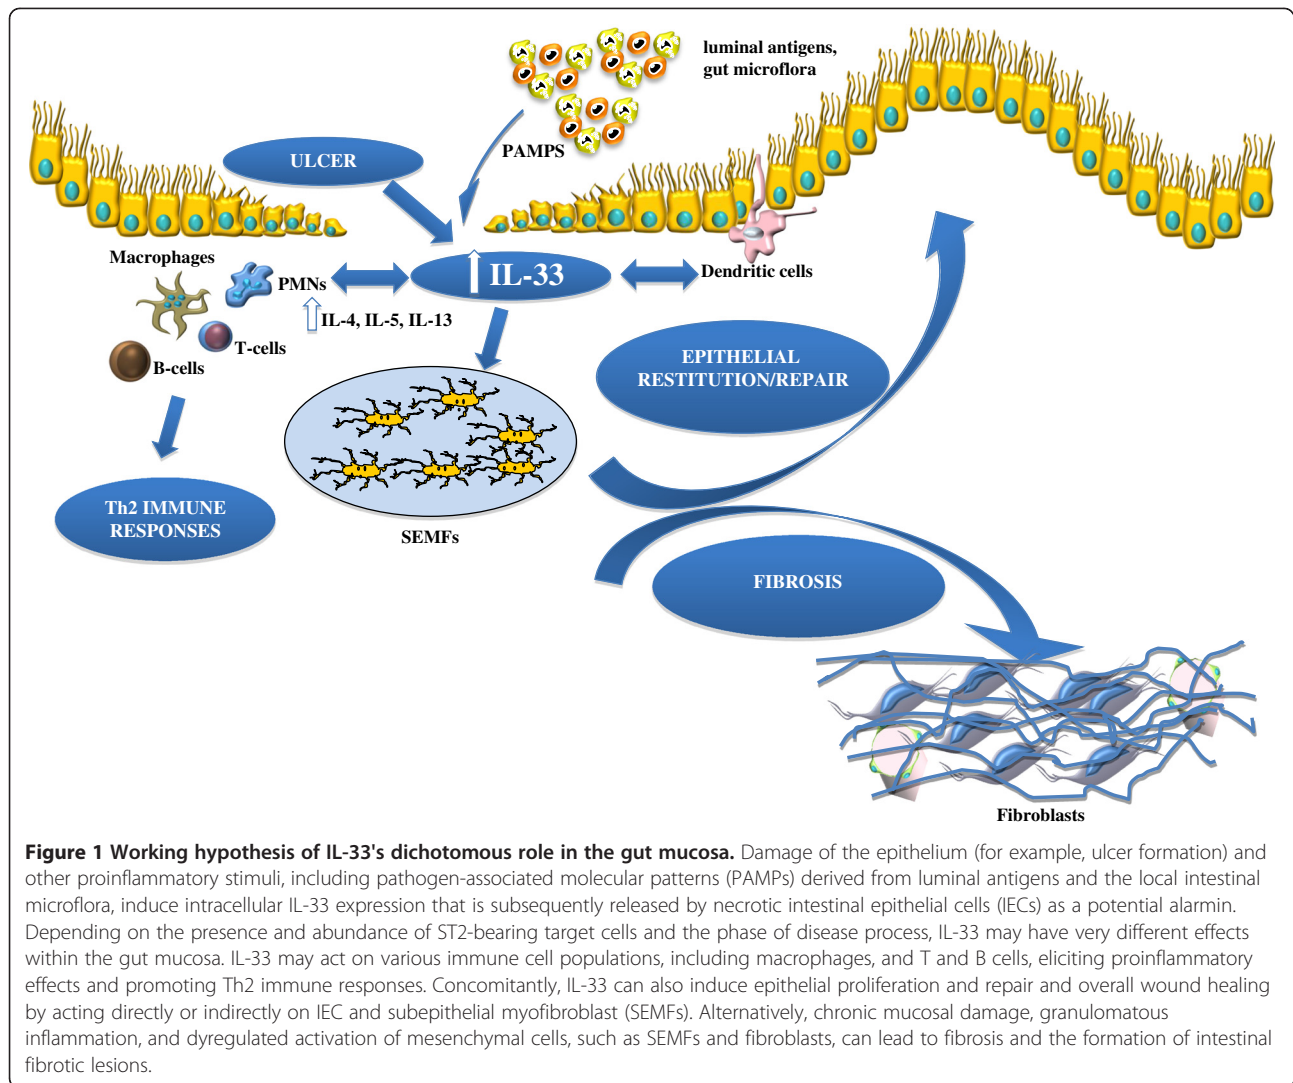 luminal antigens,
gut microflora
PAMPS
ULCER
Macrophages
PMNs
IL-33
Dendritic cells
IL-4, IL-5, IL-13
T-cells
B-cells
EPITHELIAL
RESTITUTION/REPAIR
Th2 IMMUNE
RESPONSES
SEMFs
FIBROSIS
Fibroblasts
Figure 1 Working hypothesis of IL-33's dichotomous role in the gut mucosa. Damage of the epithelium (for example, ulcer formation) and
other proinflammatory stimuli, including pathogen-associated molecular patterns (PAMPs) derived from luminal antigens and the local intestinal
microflora, induce intracellular IL-33 expression that is subsequently released by necrotic intestinal epithelial cells (IECs) as a potential alarmin.
Depending on the presence and abundance of ST2-bearing target cells and the phase of disease process, IL-33 may have very different effects
within the gut mucosa. IL-33 may act on various immune cell populations, including macrophages, and T and B cells, eliciting proinflammatory
effects and promoting Th2 immune responses. Concomitantly, IL-33 can also induce epithelial proliferation and repair and overall wound healing
by acting directly or indirectly on IEC and subepithelial myofibroblast (SEMFs). Alternatively, chronic mucosal damage, granulomatous
inflammation, and dyregulated activation of mesenchymal cells, such as SEMFs and fibroblasts, can lead to fibrosis and the formation of intestinal
fibrotic lesions.